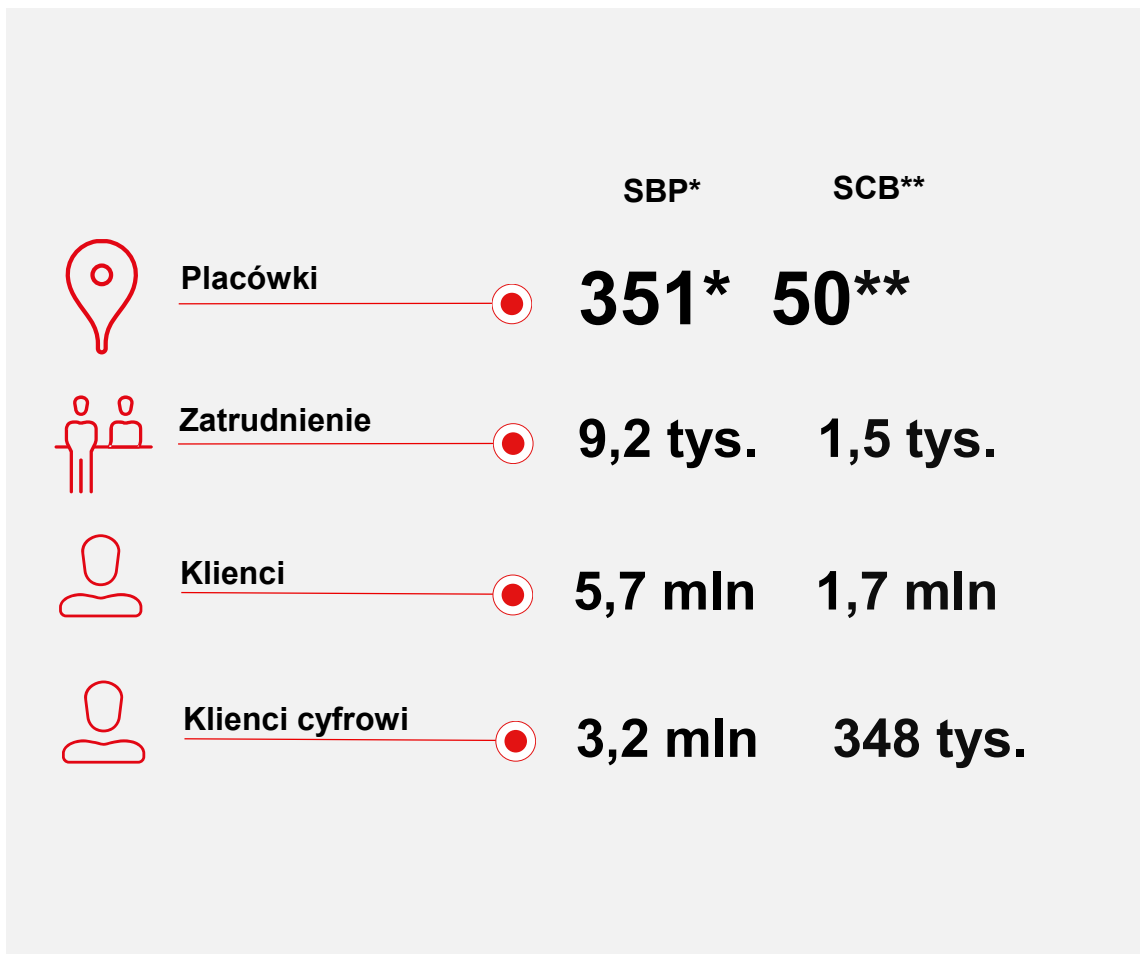 SBP* SCB**
Placówki 351* 50**
Zatrudnienie 9,2 tys. 1,5 tys.
Klienci 5,7 mln 1,7 mln
Klienci cyfrowi 3,2 mln 348 tys.